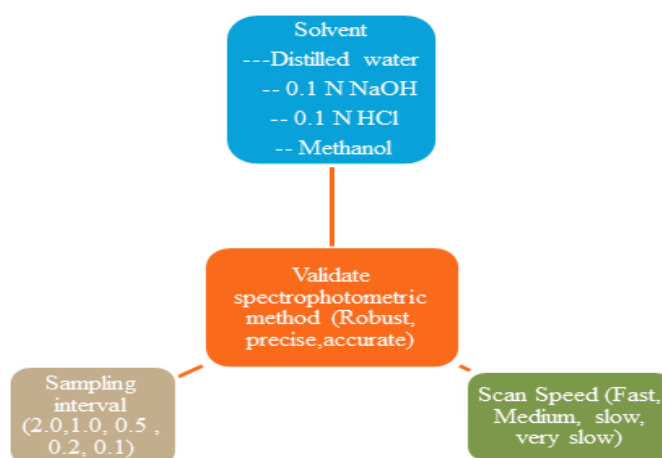 Solvent
---Distilled water
-- 0.1 N NaOH
-- 0.1 N HCl
-- Methanol
Validate
spectrophotometric
method (Robust,
precise,accurate)
Sampling
interval
(2.0,1.0, 0.5 ,
0.2, 0.1)
Scan Speed (Fast,
Medium, slow,
very slow)